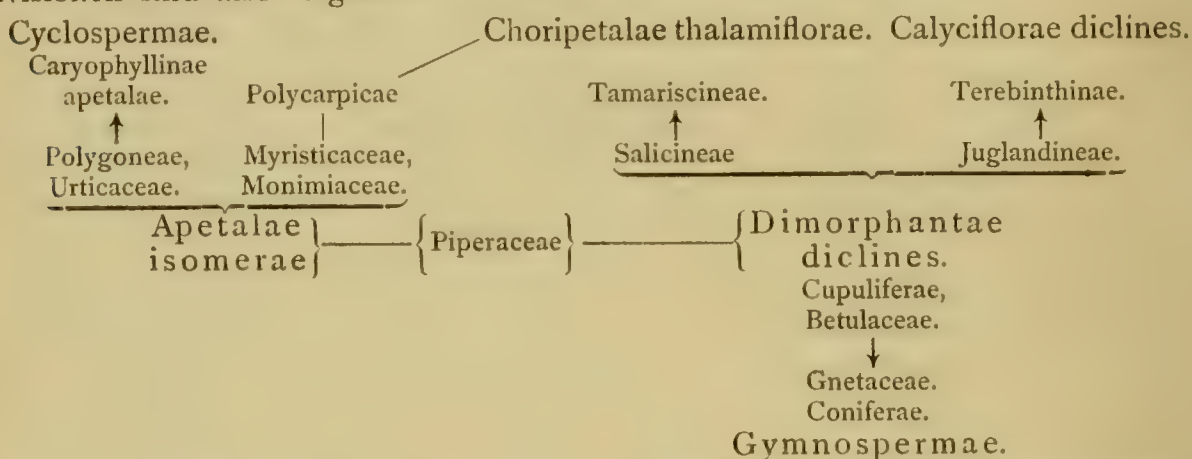 Cyclospermae.
Choripetalae thalamiflorae. Calyciflorae diclines.
Caryophyllinae
apetalae.
Polycarpicae
Tamariscineae.
Terebinthinae.
Polygoneae,
Urticaceae.
Myristicaceae,
Monimiaceae.
Salicineae
Juglandineae.
Apetalae
isomerae
Piperaceae
Dimorphantae
diclines.
Cupuliferae,
Betulaceae.
Gnetaceae.
Coniferae.
Gymnospermae.